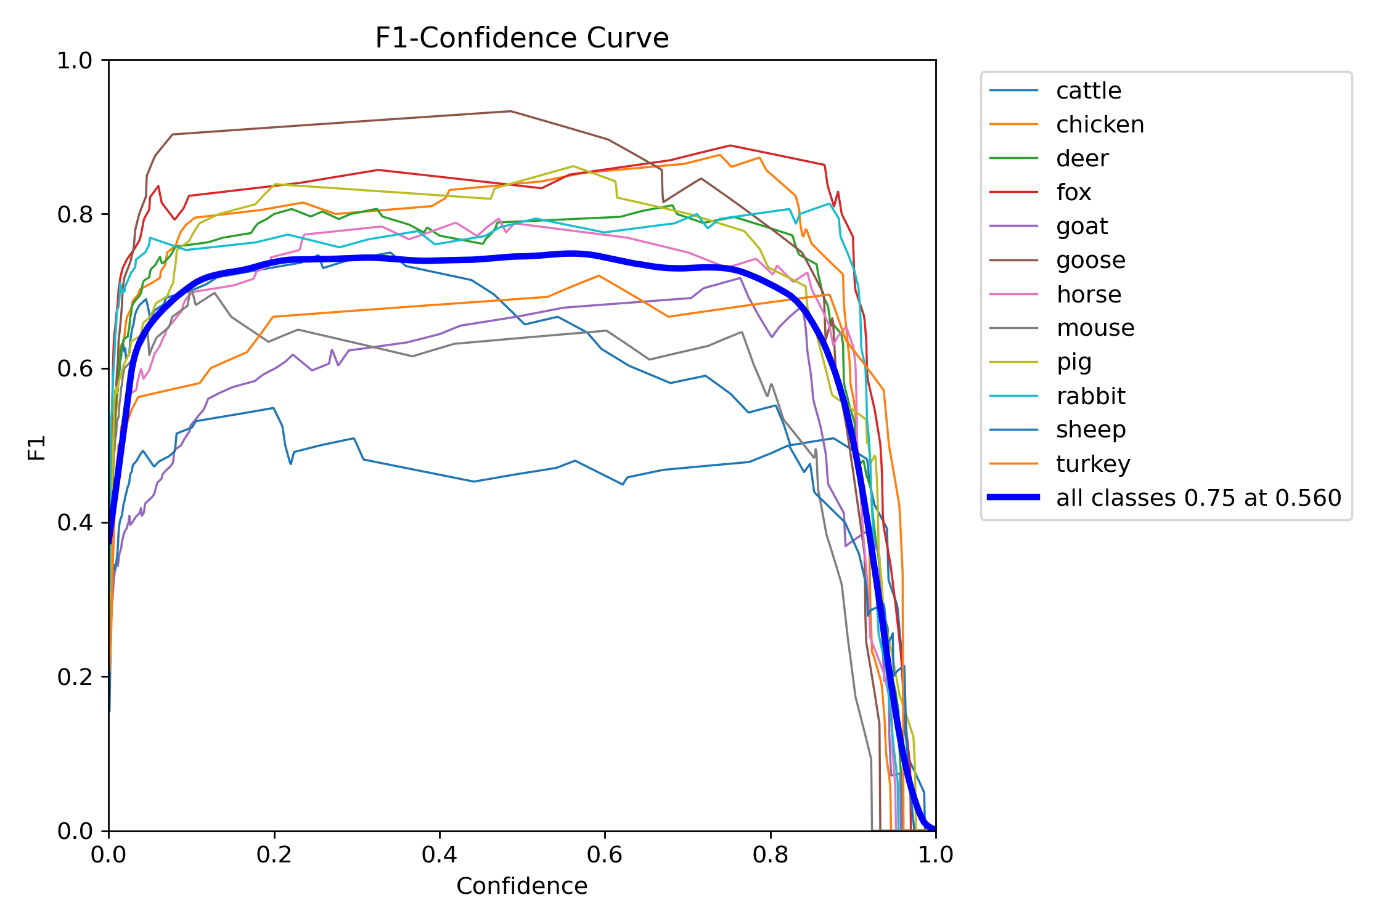 F1-Confidence Curve
1.0
0.8
0.6
0.4
0.2
0.0
F1
0.0 0.2 0.4 0.6 0.8 1.0
Confidence
cattle
chicken
deer
fox
goat
goose
horse
mouse
pig
rabbit
sheep
turkey
all classes 0.75 at 0.560